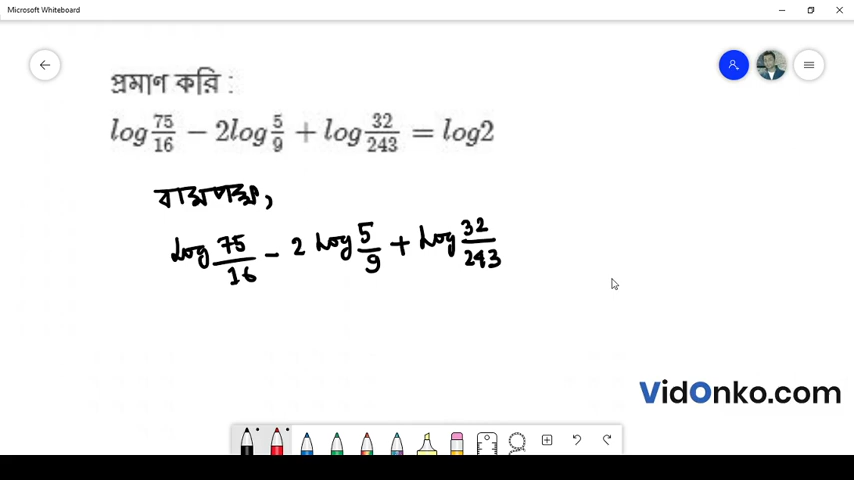 Microsoft Whiteboard
প্রমাণ করি :
log 75/16 − 2log 5/9 + log 32/243 = log2
বামপক্ষ,
log 75/16 − 2 log 5/9 + log 32/243
VidOnko.com